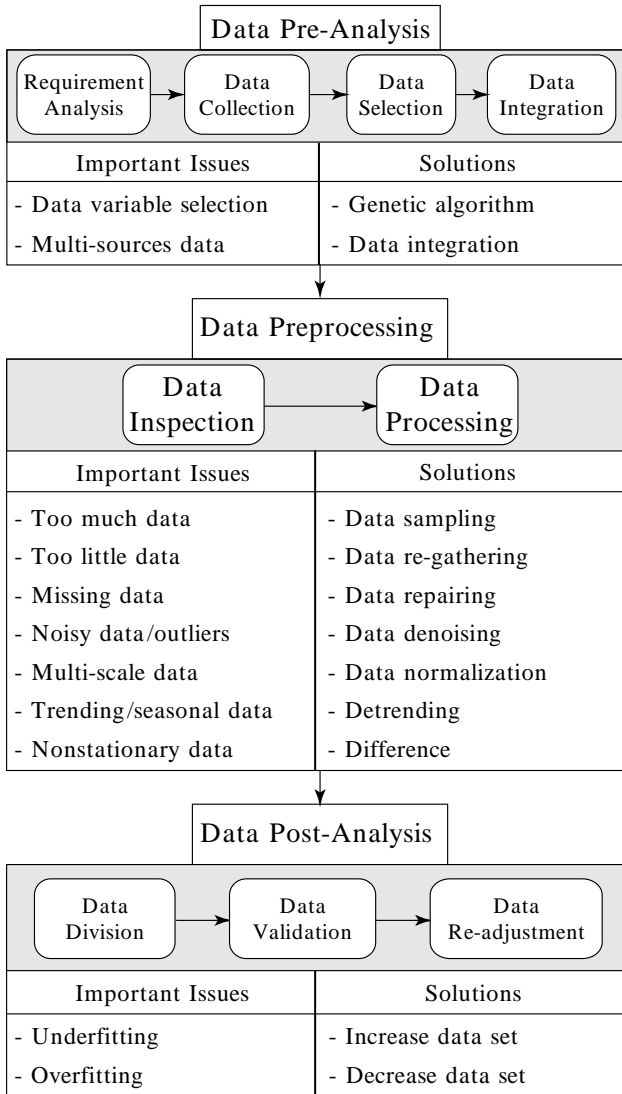 Data Pre-Analysis
Requirement
Analysis
Data
Collection
Data
Selection
Data
Integration
Important Issues
Solutions
- Data variable selection
- Genetic algorithm
- Multi-sources data
- Data integration
Data Preprocessing
Data
Inspection
Data
Processing
Important Issues
Solutions
- Too much data
- Data sampling
- Too little data
- Data re-gathering
- Missing data
- Data repairing
- Noisy data/outliers
- Data denoising
- Multi-scale data
- Data normalization
- Trending/seasonal data
- Detrending
- Nonstationary data
- Difference
Data Post-Analysis
Data
Division
Data
Validation
Data
Re-adjustment
Important Issues
Solutions
- Underfitting
- Increase data set
- Overfitting
- Decrease data set